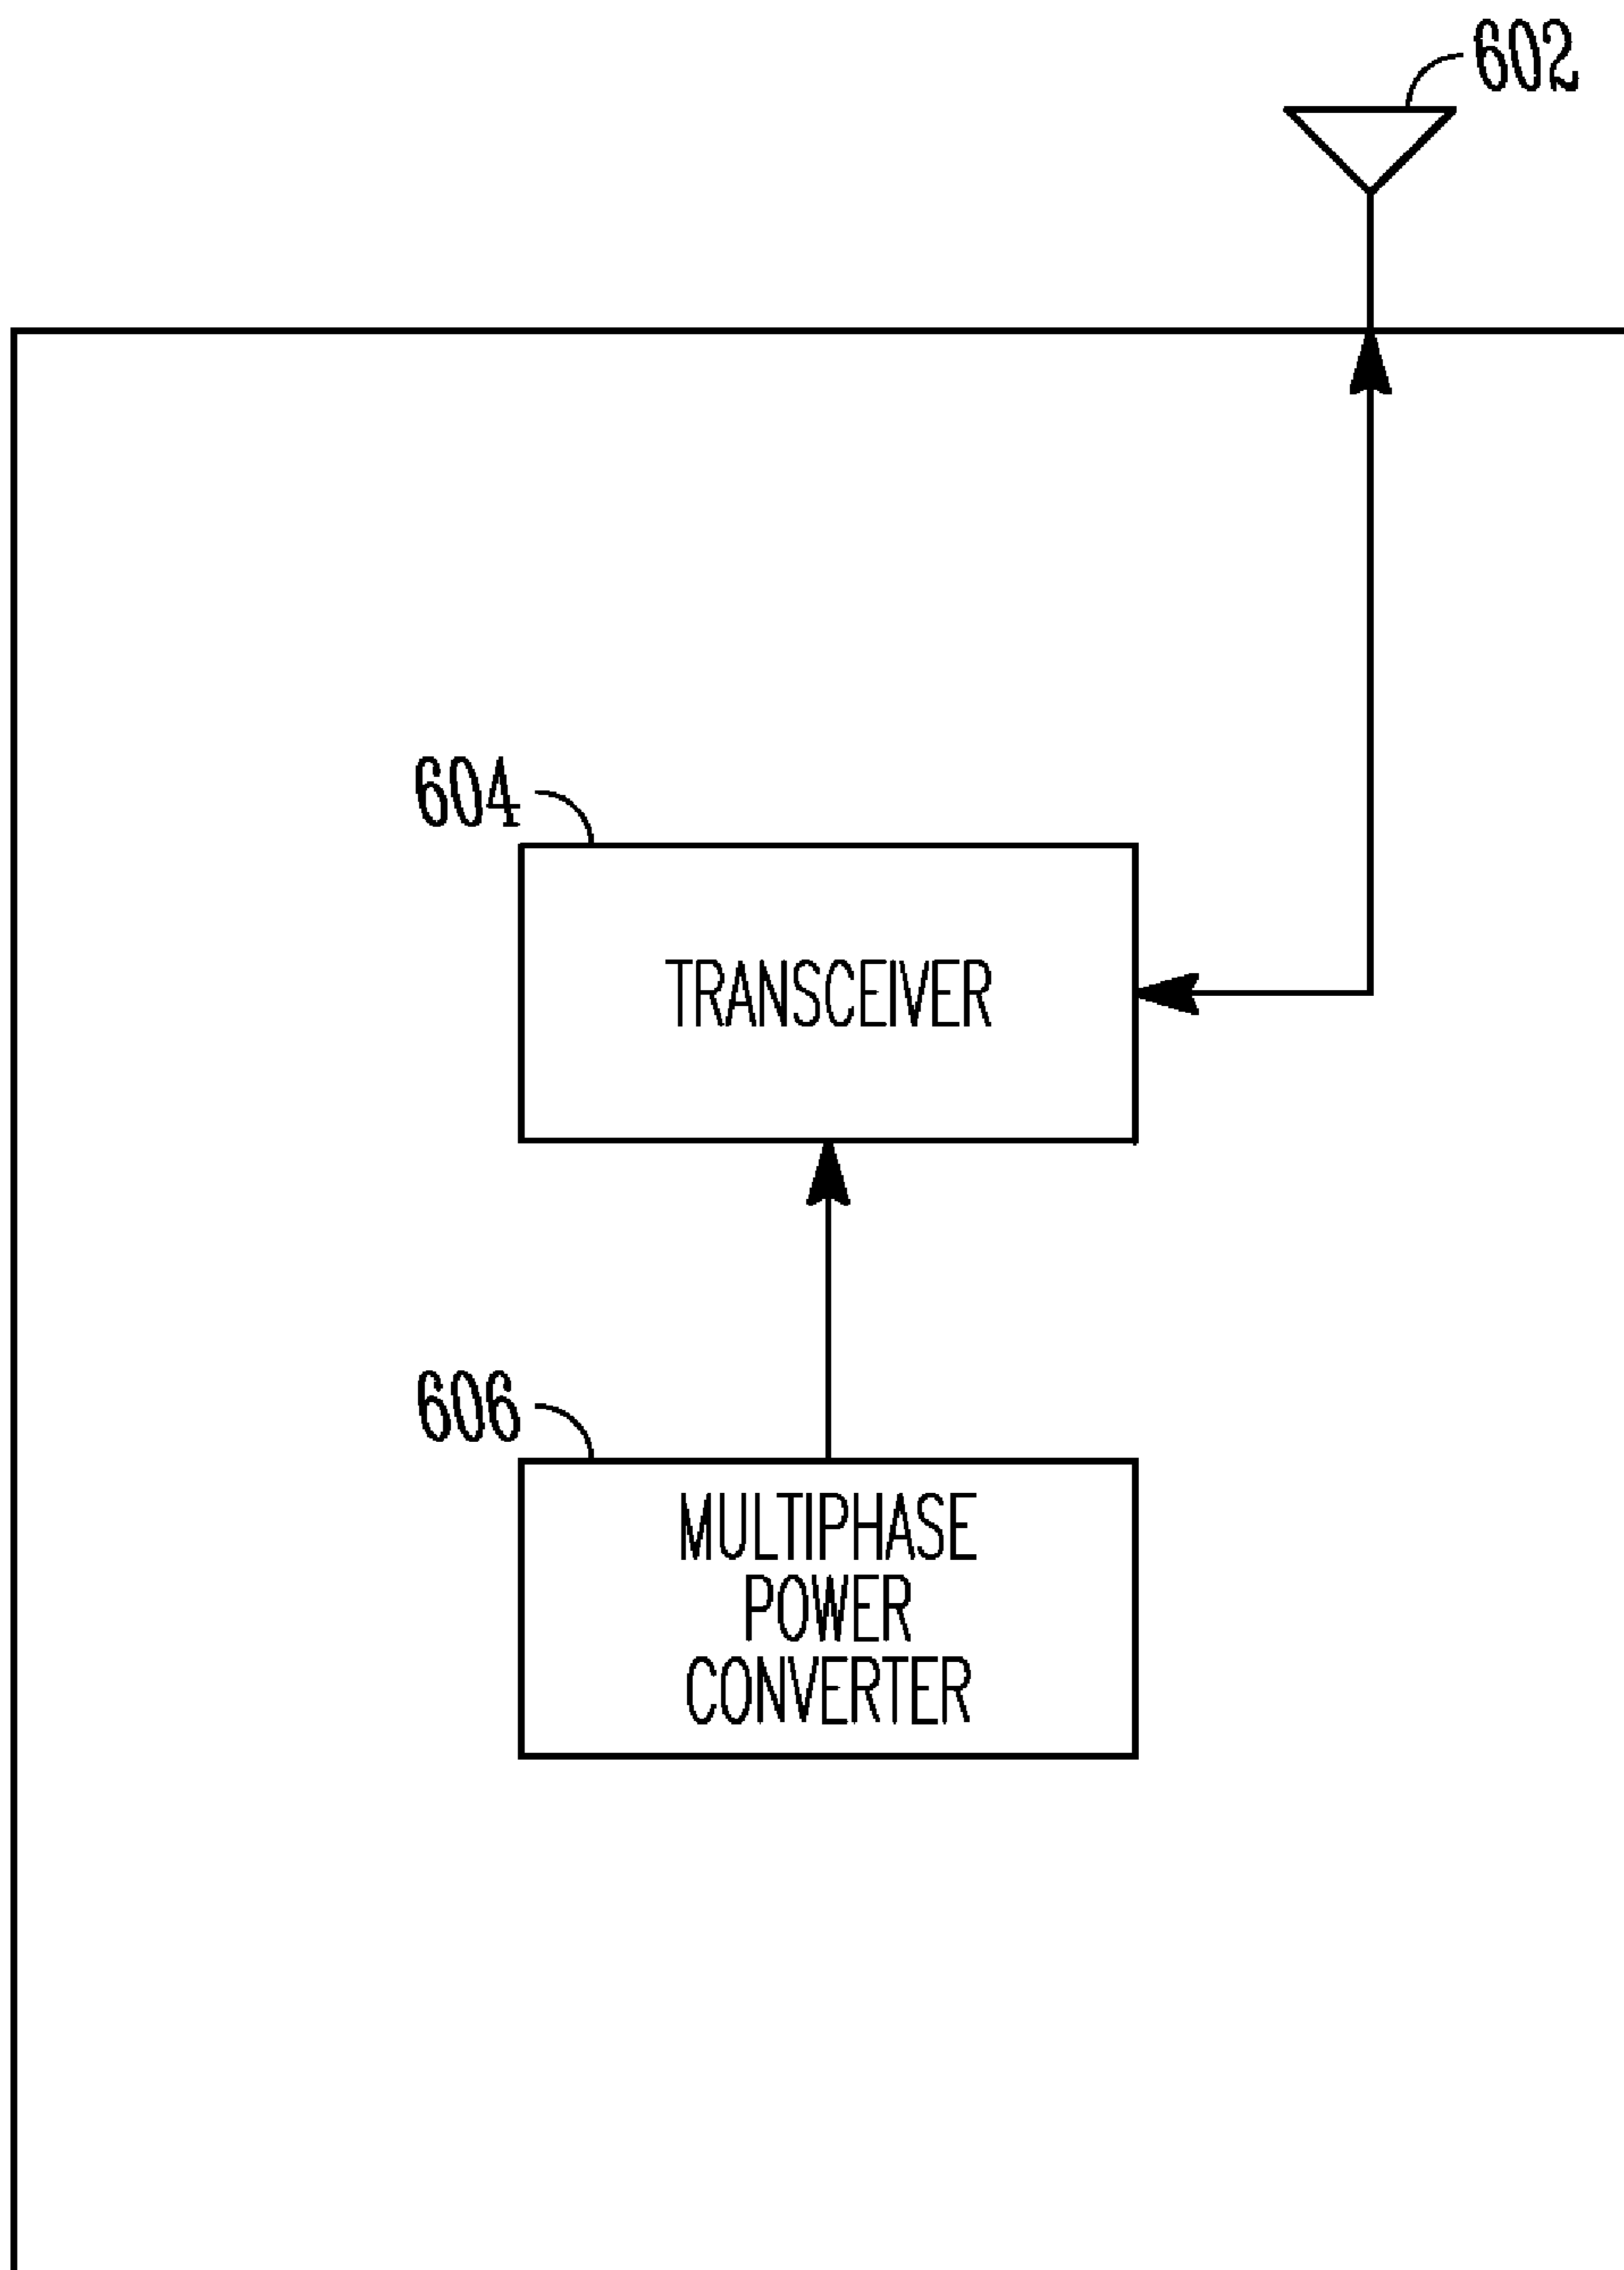 602
604
TRANSCEIVER
606
MULTIPHASE
POWER
CONVERTER